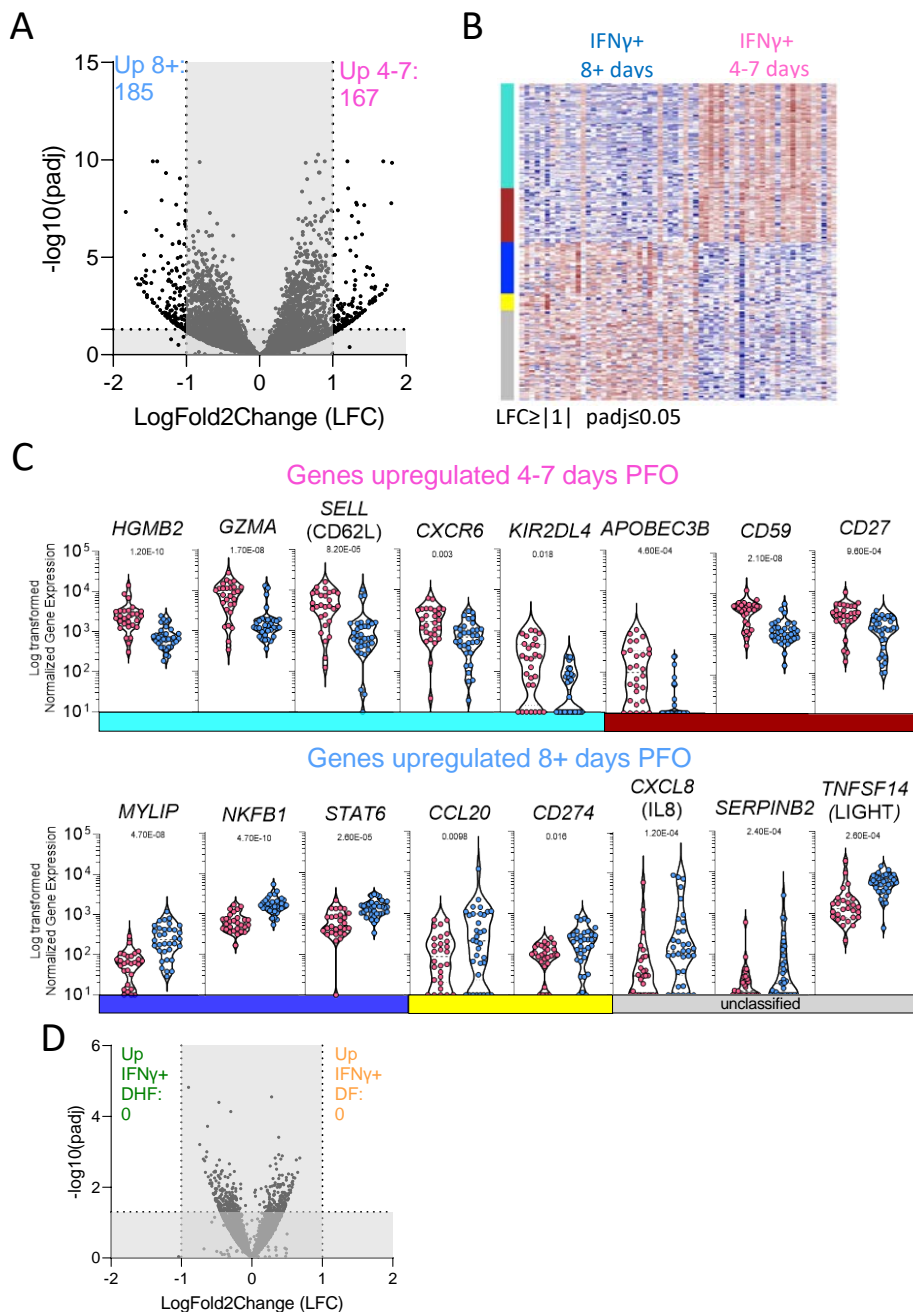 A
Up 8+:
185
Up 4-7:
167
15
10
5
0
-log10(padj)
-2 -1 0 1 2
LogFold2Change (LFC)
B
IFNγ+
8+ days
IFNγ+
4-7 days
LFC≥|1| padj≤0.05
C
Genes upregulated 4-7 days PFO
HGMB2 GZMA SELL (CD62L) CXCR6 KIR2DL4 APOBEC3B CD59 CD27
1.20E-10 1.70E-08 8.20E-05 0.003 0.018 4.60E-04 2.10E-08 9.60E-04
Log transformed
Normalized Gene Expression
10⁵
10⁴
10³
10²
10¹
Genes upregulated 8+ days PFO
MYLIP NKFB1 STAT6 CCL20 CD274 CXCL8 (IL8) SERPINB2 TNFSF14 (LIGHT)
4.70E-08 4.70E-10 2.60E-05 0.0098 0.016 1.20E-04 2.40E-04 2.60E-04
Log transformed
Normalized Gene Expression
10⁵
10⁴
10³
10²
10¹
unclassified
D
Up
IFNγ+
DHF:
0
Up
IFNγ+
DF:
0
6
4
2
0
-log10(padj)
-2 -1 0 1 2
LogFold2Change (LFC)